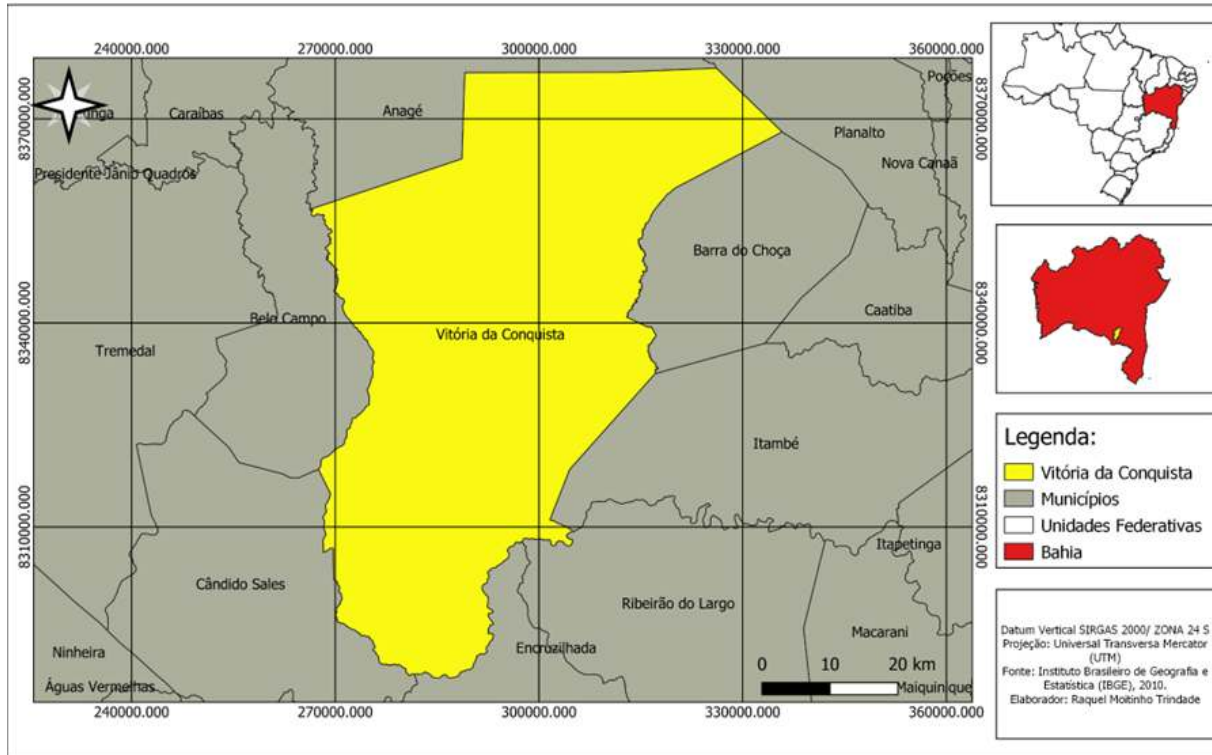 240000.000 270000.000 300000.000 330000.000 360000.000
Poções
Caraíbas
Anagé
8370000.000
8370000.000
Planalto
Nova Canaã
Presidente Jânio Quadros
Barra do Choça
Caatiba
Belo Campo
8340000.000
Vitória da Conquista
8340000.000
Tremedal
Itambé
8310000.000
8310000.000
Itapetinga
Cândido Sales
Ribeirão do Largo
Macarani
Encruzilhada
Ninheira
Águas Vermelhas
0 10 20 km
Maiquinique
240000.000 270000.000 300000.000 330000.000 360000.000
Legenda:
Vitória da Conquista
Municípios
Unidades Federativas
Bahia
Datum Vertical SIRGAS 2000/ ZONA 24 S
Projeção: Universal Transversa Mercator
(UTM)
Fonte: Instituto Brasileiro de Geografia e
Estatística (IBGE), 2010.
Elaborador: Raquel Moitinho Trindade